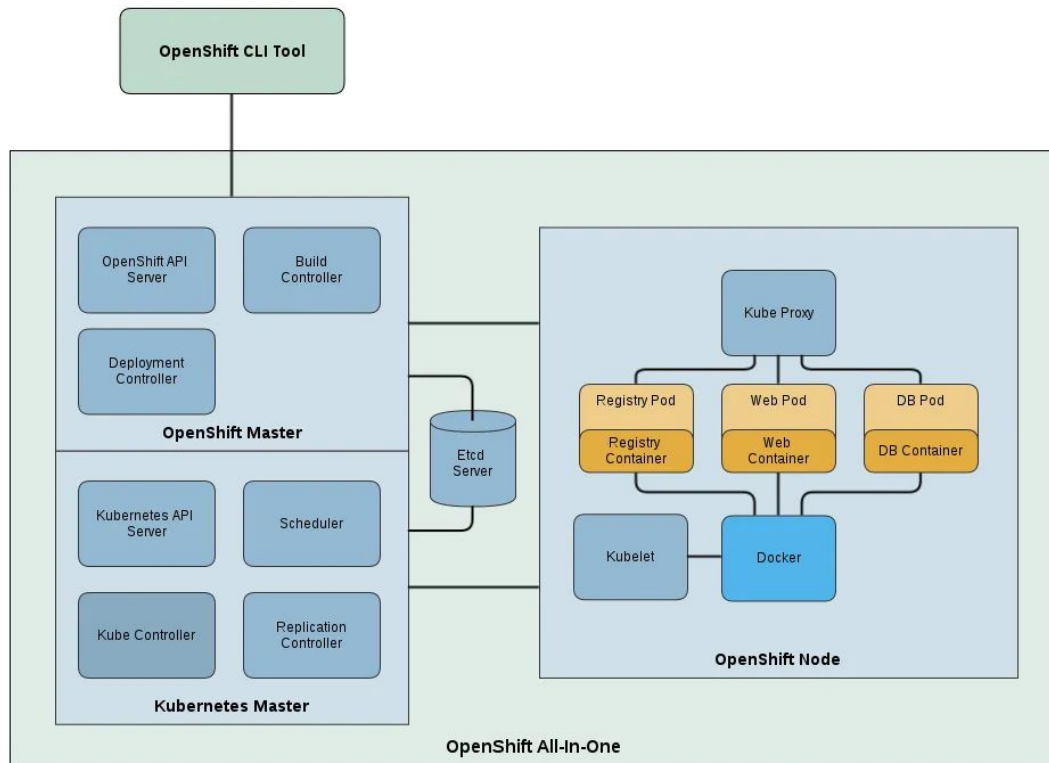 OpenShift CLI Tool
OpenShift API
Server
Build
Controller
Deployment
Controller
OpenShift Master
Kubernetes API
Server
Scheduler
Kube Controller
Replication
Controller
Kubernetes Master
Etcd
Server
Kube Proxy
Registry Pod
Web Pod
DB Pod
Registry
Container
Web
Container
DB Container
Kubelet
Docker
OpenShift Node
OpenShift All-In-One